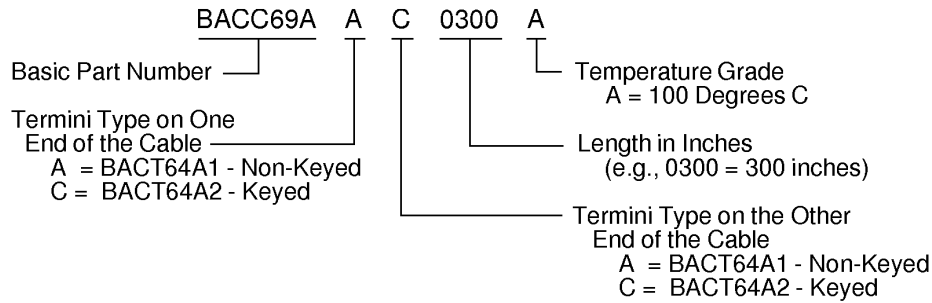 BACC69A A C 0300 A
Basic Part Number
Temperature Grade
A = 100 Degrees C
Termini Type on One
End of the Cable
A = BACT64A1 - Non-Keyed
C = BACT64A2 - Keyed
Length in Inches
(e.g., 0300 = 300 inches)
Termini Type on the Other
End of the Cable
A = BACT64A1 - Non-Keyed
C = BACT64A2 - Keyed